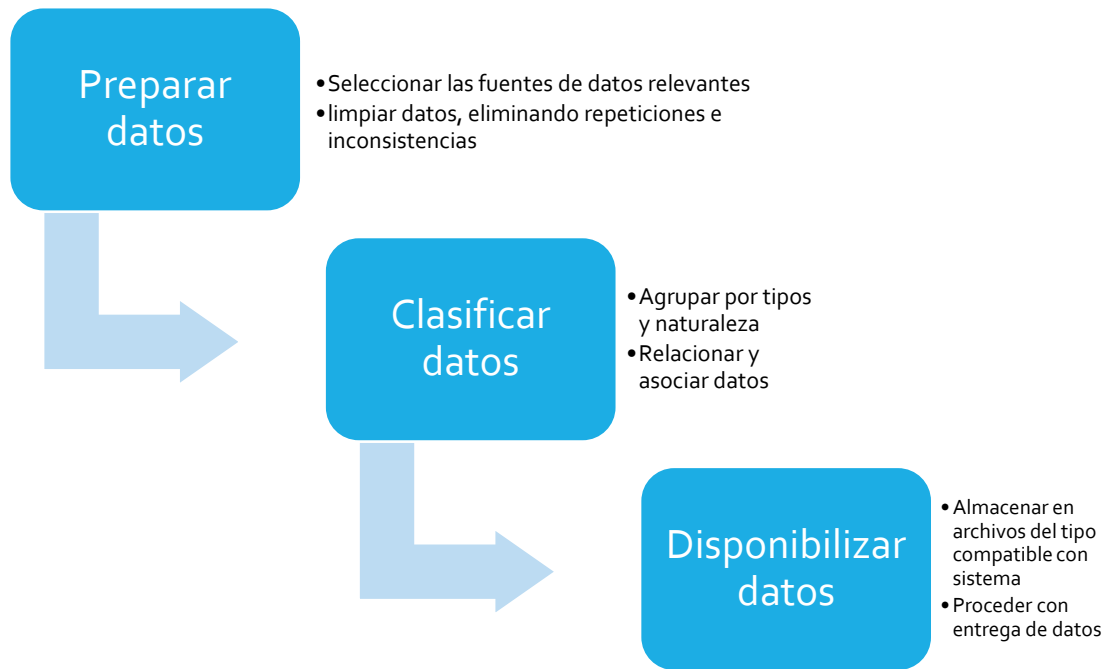 Preparar
datos
•Seleccionar las fuentes de datos relevantes
•limpiar datos, eliminando repeticiones e
inconsistencias
Clasificar
datos
•Agrupar por tipos
y naturaleza
•Relacionar y
asociar datos
Disponibilizar
datos
•Almacenar en
archivos del tipo
compatible con
sistema
•Proceder con
entrega de datos